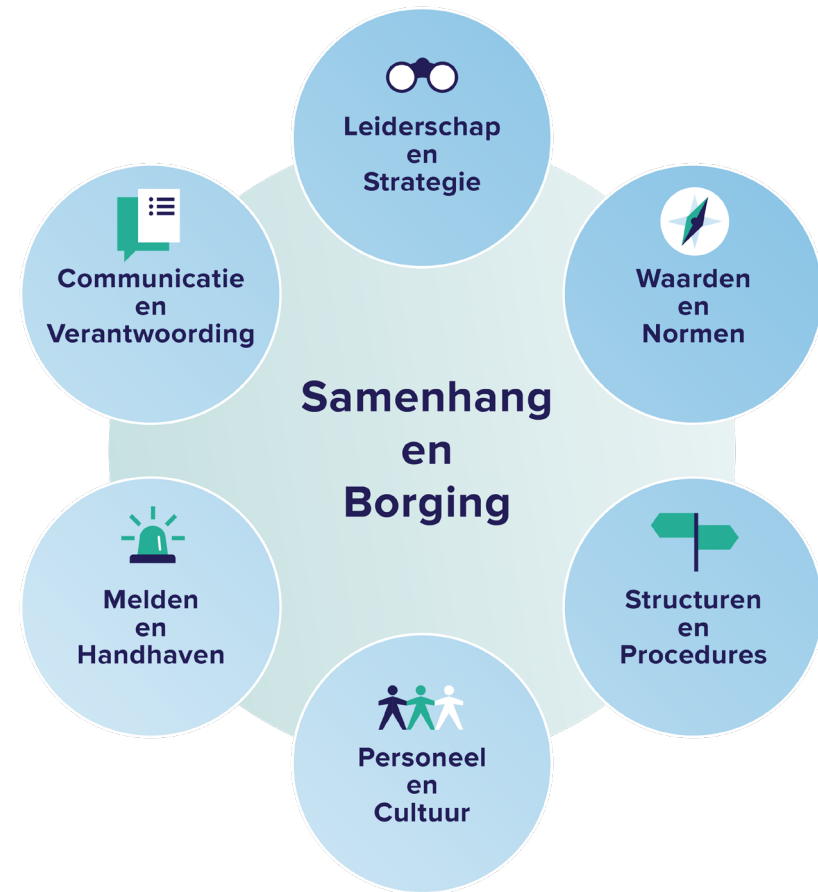 Leiderschap
en
Strategie
Waarden
en
Normen
Structuren
en
Procedures
Personeel
en
Cultuur
Melden
en
Handhaven
Communicatie
en
Verantwoording
Samenhang
en
Borging